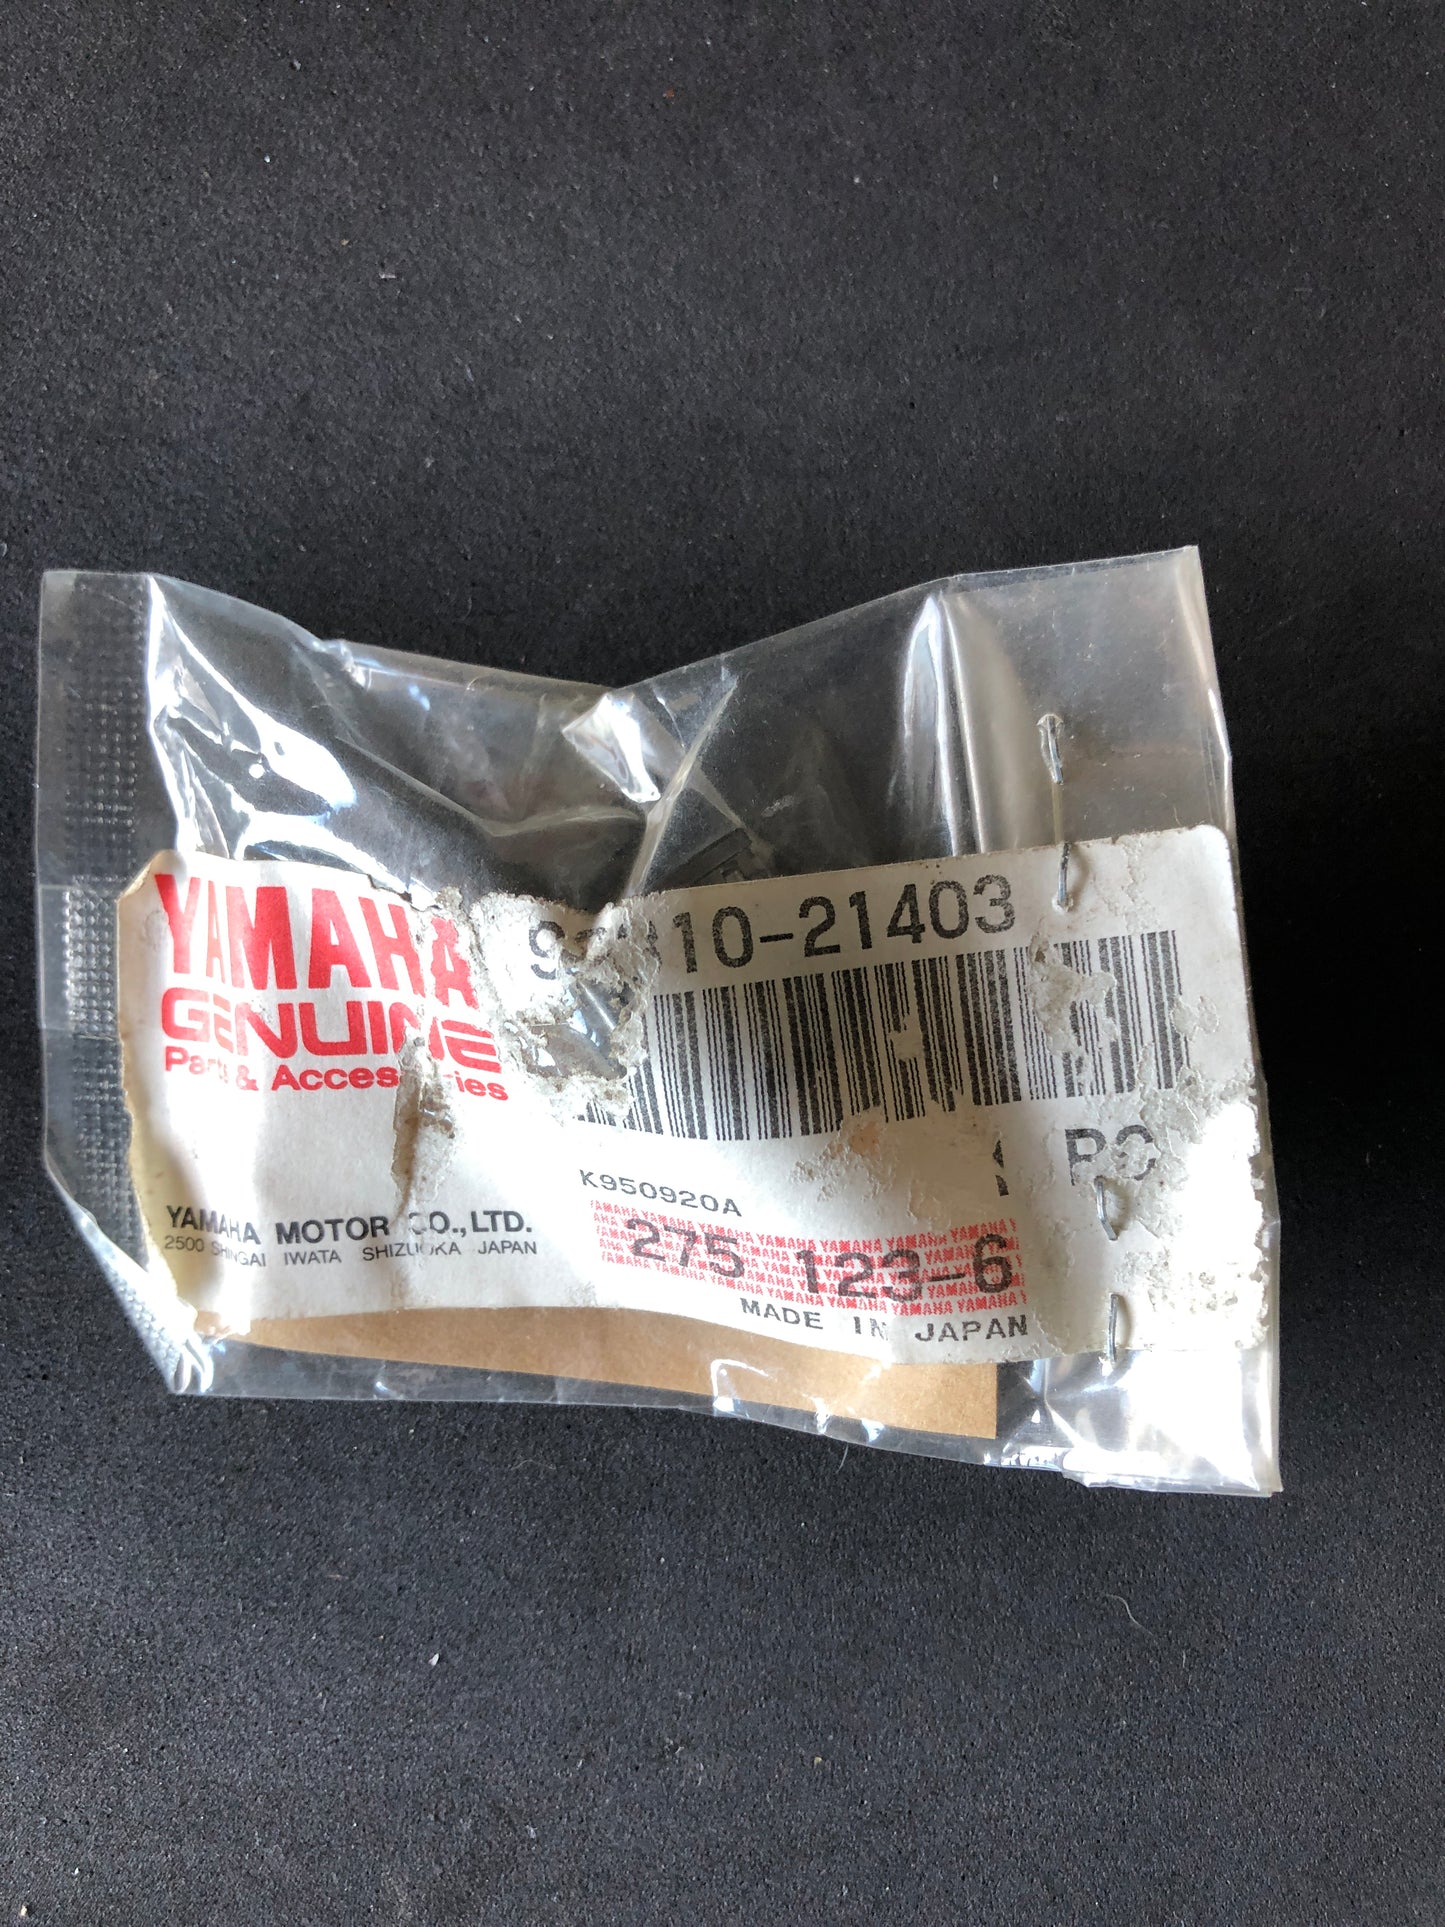 YAMAHA
GENUINE
Parts & Accessories
10-21403
PC
K950920A
275 123-6
MADE IN JAPAN
YAMAHA MOTOR CO., LTD.
2500 SHINGAI IWATA SHIZUOKA JAPAN